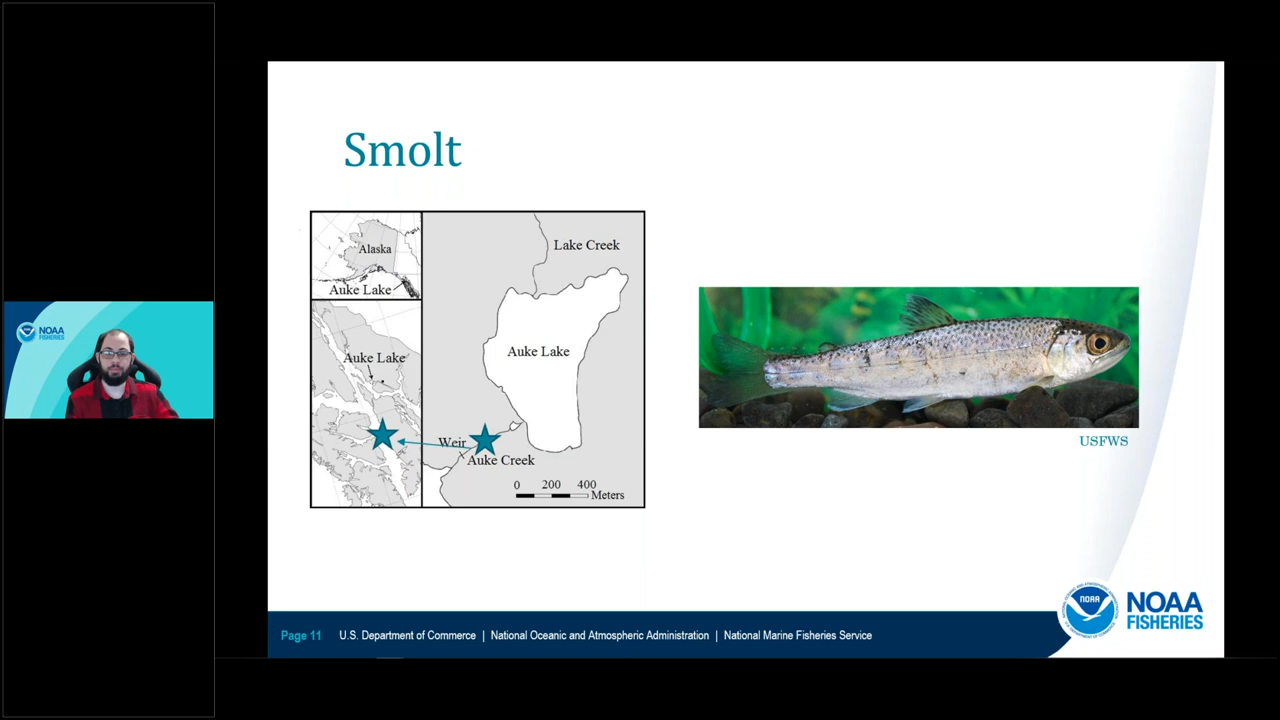 NOAA
FISHERIES
Smolt
Alaska
Auke Lake
Auke Lake
Lake Creek
Auke Lake
Weir
Auke Creek
0 200 400
Meters
USFWS
Page 11 U.S. Department of Commerce | National Oceanic and Atmospheric Administration | National Marine Fisheries Service
NOAA
NOAA
FISHERIES